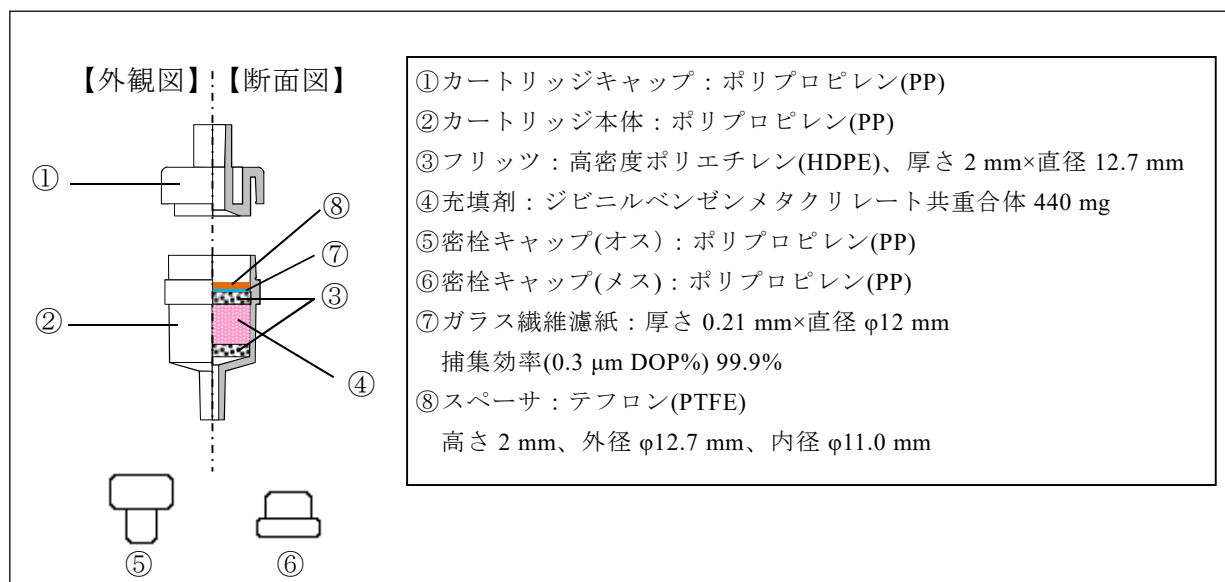 【外観図】【断面図】
①
⑧
⑦
③
②
④
⑤
⑥
①カートリッジキャップ：ポリプロピレン(PP)
②カートリッジ本体：ポリプロピレン(PP)
③フリッツ：高密度ポリエチレン(HDPE)、厚さ 2 mm×直径 12.7 mm
④充填剤：ジビニルベンゼンメタクリレート共重合体 440 mg
⑤密栓キャップ(オス）：ポリプロピレン(PP)
⑥密栓キャップ(メス)：ポリプロピレン(PP)
⑦ガラス繊維濾紙：厚さ 0.21 mm×直径 φ12 mm
捕集効率(0.3 μm DOP%) 99.9%
⑧スペーサ：テフロン(PTFE)
高さ 2 mm、外径 φ12.7 mm、内径 φ11.0 mm